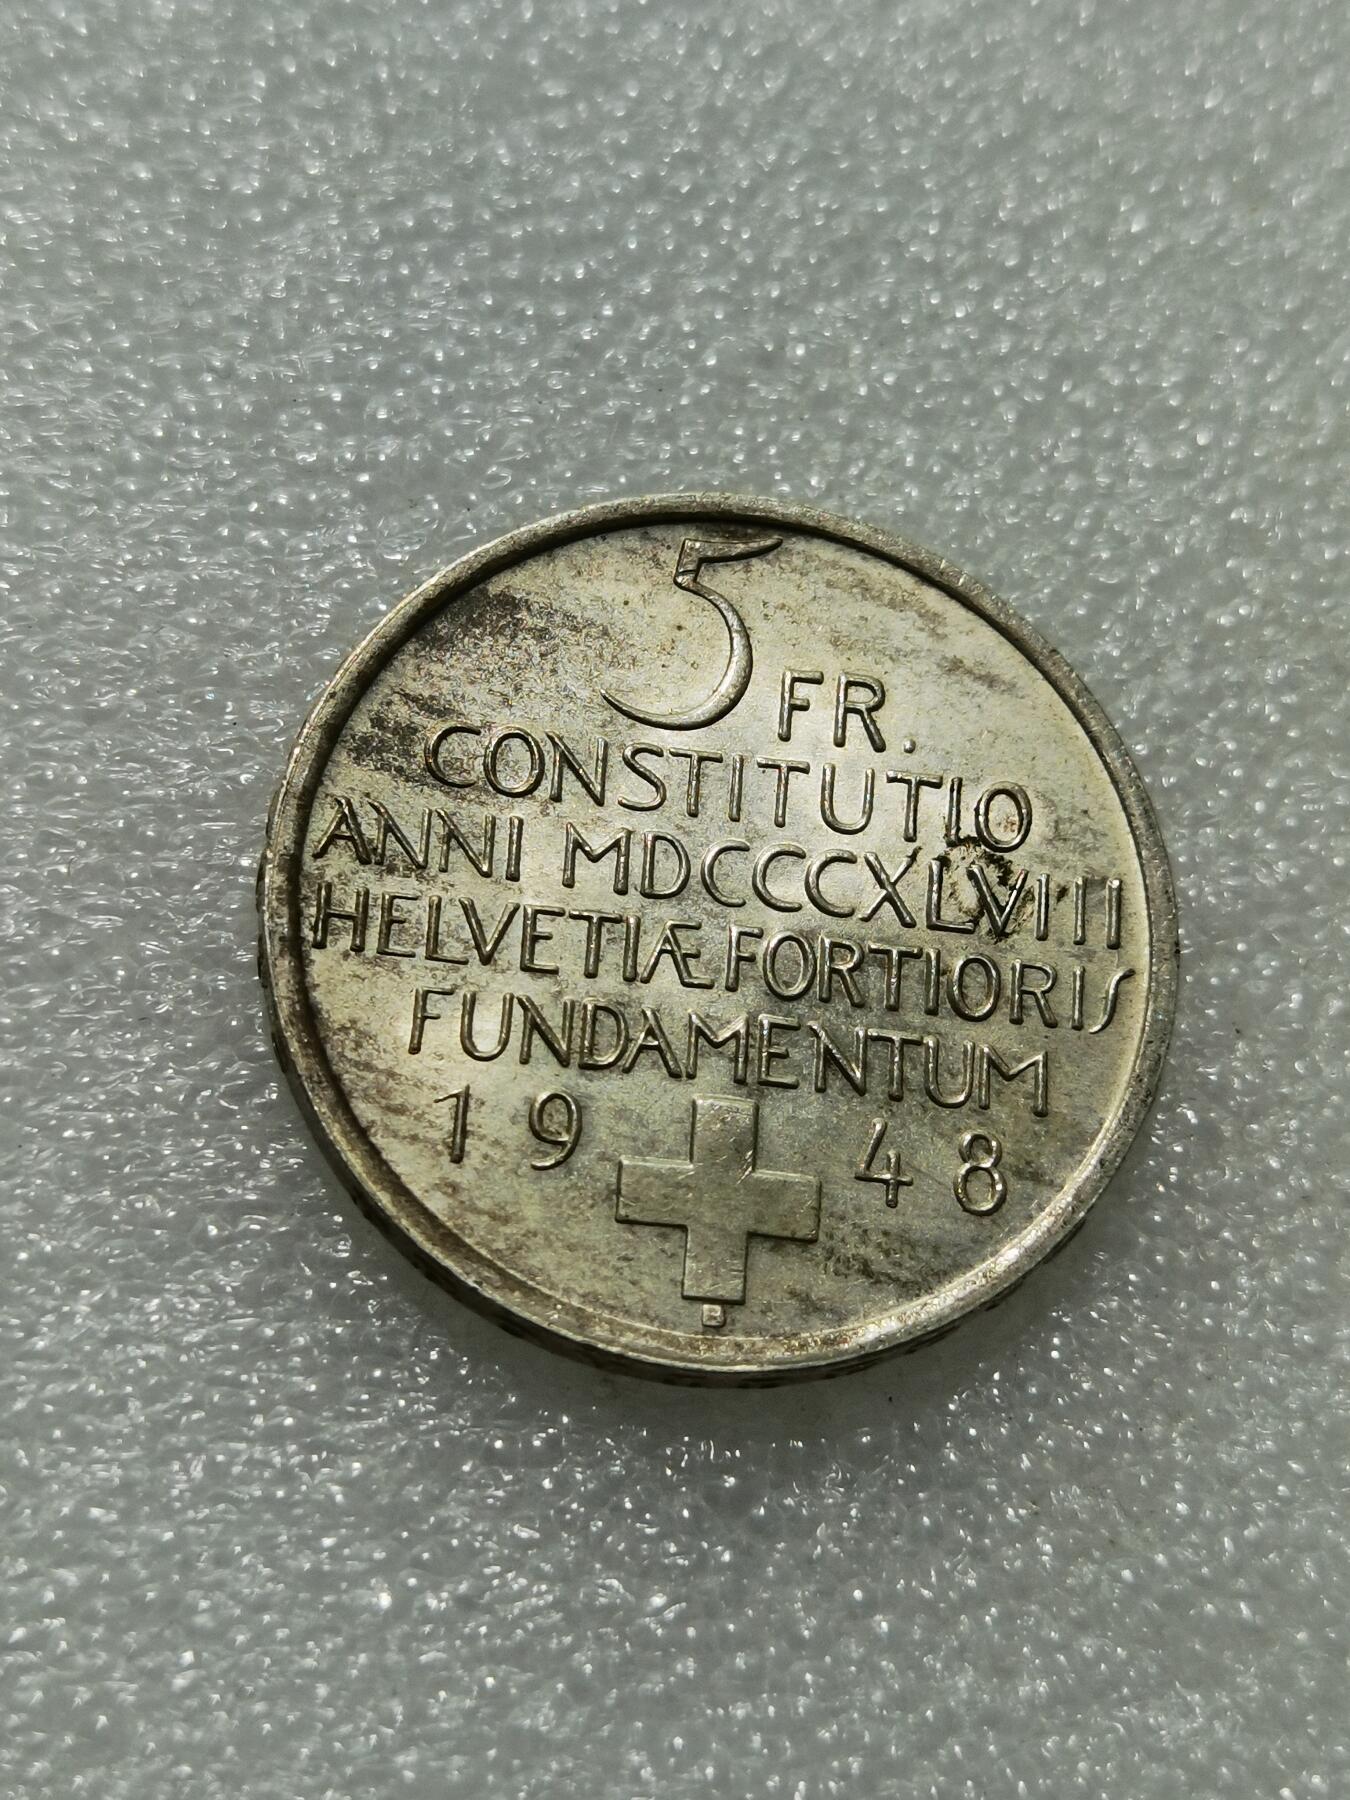 5 FR.
CONSTITUTIO
ANNI MDCCCXLVIII
HELVETIÆ FORTIORIS
FUNDAMENTUM
19 48
B